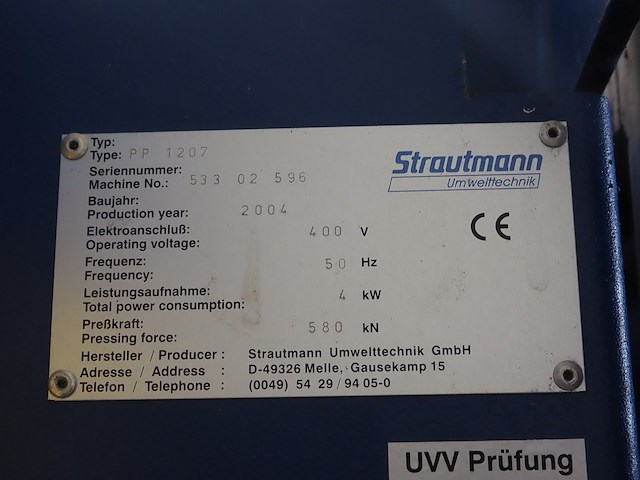 Typ:
Type: PP 1207
Seriennummer:
Machine No.: 533 02 596
Baujahr:
Production year: 2004
Elektroanschluß: 400 V
Operating voltage:
Frequenz: 50 Hz
Frequency:
Leistungsaufnahme: 4 kW
Total power consumption:
Preßkraft: 580 kN
Pressing force:
Hersteller / Producer : Strautmann Umwelttechnik GmbH
Adresse / Address : D-49326 Melle, Gausekamp 15
Telefon / Telephone : (0049) 54 29 / 94 05-0
Strautmann
Umwelttechnik
CE
UVV Prüfung